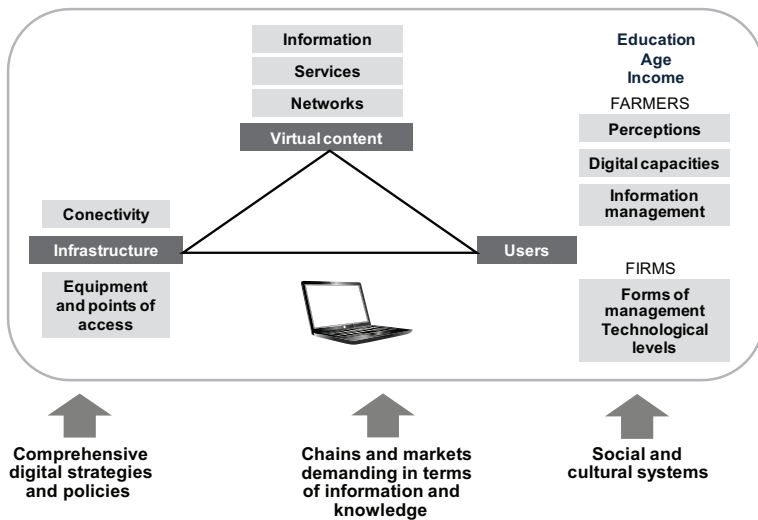 Information
Services
Networks
Virtual content
Education
Age
Income
FARMERS
Perceptions
Digital capacities
Information
management
Conectivity
Infrastructure
Equipment
and points of
access
Users
FIRMS
Forms of
management
Technological
levels
Comprehensive
digital strategies
and policies
Chains and markets
demanding in terms
of information and
knowledge
Social and
cultural systems